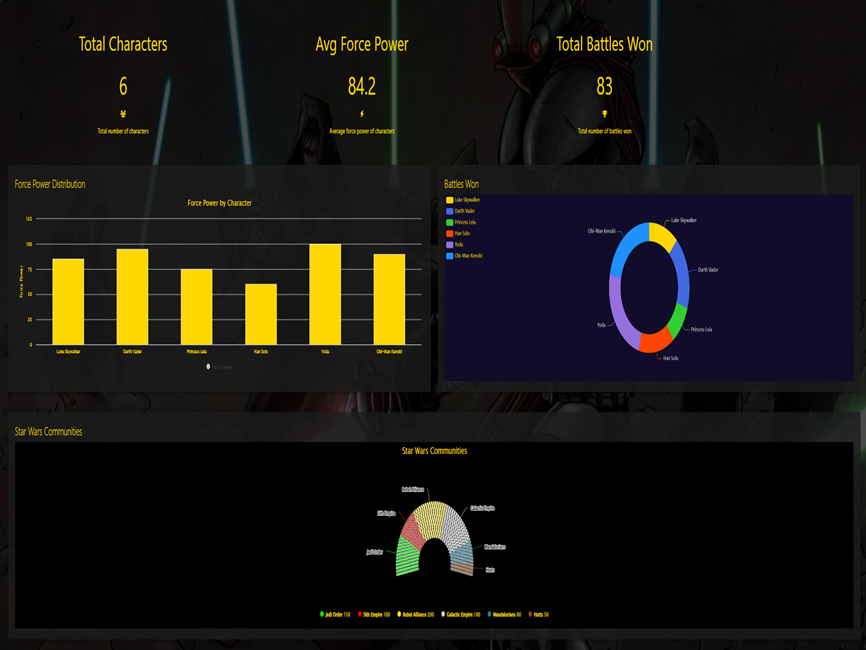 Total Characters
Avg Force Power
Total Battles Won
6
84.2
83
Total number of characters
Average force power of characters
Total number of battles won
Force Power Distribution
Force Power by Character
Force Power
125
100
75
50
25
0
Luke Skywalker
Darth Vader
Princess Leia
Han Solo
Yoda
Obi-Wan Kenobi
Force Power
Battles Won
Luke Skywalker
Darth Vader
Princess Leia
Han Solo
Yoda
Obi-Wan Kenobi
Luke Skywalker
Obi-Wan Kenobi
Darth Vader
Yoda
Princess Leia
Han Solo
Star Wars Communities
Star Wars Communities
Rebel Alliance
Galactic Empire
Sith Empire
Mandalorians
Jedi Order
Hutts
Jedi Order 150
Sith Empire 100
Rebel Alliance 200
Galactic Empire 180
Mandalorians 80
Hutts 50